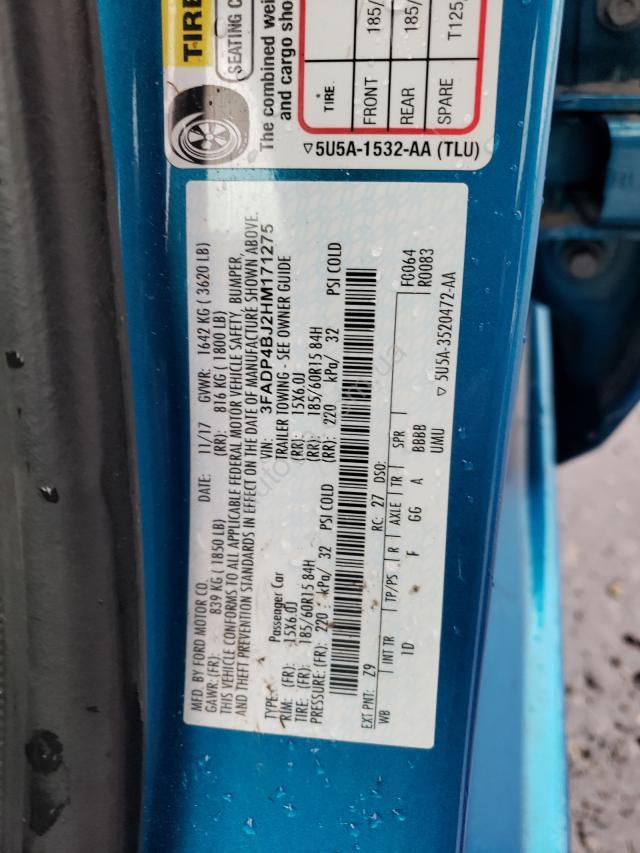 TIRE
SEATING C
The combined wei
and cargo sho
TIRE
FRONT 185/
REAR 185/
SPARE T125
▽ 5U5A-1532-AA (TLU)
MFD. BY FORD MOTOR CO. DATE: 11/17 GVWR: 1642 KG ( 3620 LB)
GAWR: (FR): 839 KG ( 1850 LB) (RR): 816 KG ( 1800 LB)
THIS VEHICLE CONFORMS TO ALL APPLICABLE FEDERAL MOTOR VEHICLE SAFETY, BUMPER,
AND THEFT PREVENTION STANDARDS IN EFFECT ON THE DATE OF MANUFACTURE SHOWN ABOVE.
VIN: 3FADP4BJ2HM171275
TYPE: Passenger Car TRAILER TOWING - SEE OWNER GUIDE
RIM: (FR): 15X6.0J (RR): 15X6.0J
TIRE: (FR): 185/60R15 84H (RR): 185/60R15 84H
PRESSURE: (FR): 220 kPa/ 32 PSI COLD (RR): 220 kPa/ 32 PSI COLD
EXT PNT: Z9 RC: 27 DSO: FG064
WB INT TR TP/PS R AXLE TR SPR R0083
1D F GG A BBBB
UMU
▽ 5U5A-3520472-AA